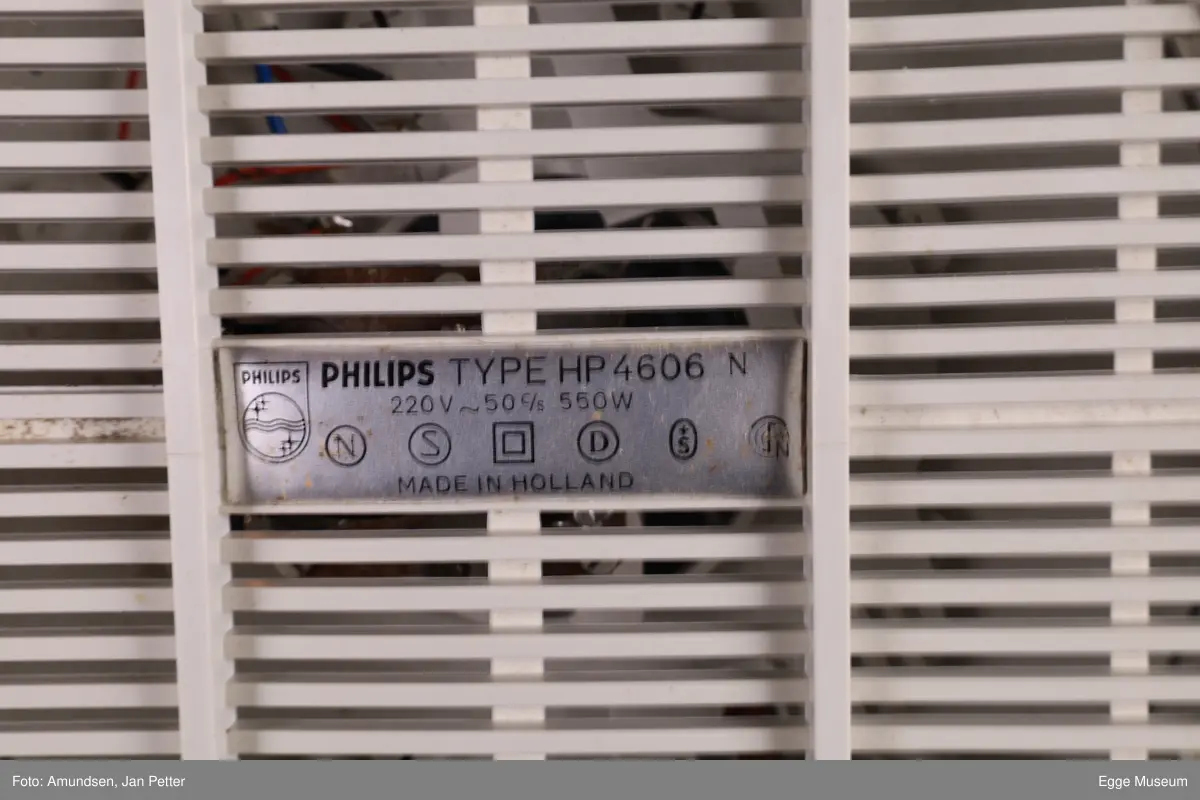 PHILIPS
PHILIPS TYPE HP 4606 N
220V ~ 50 c/s 550W
N S D S N
MADE IN HOLLAND
Foto: Amundsen, Jan Petter
Egge Museum